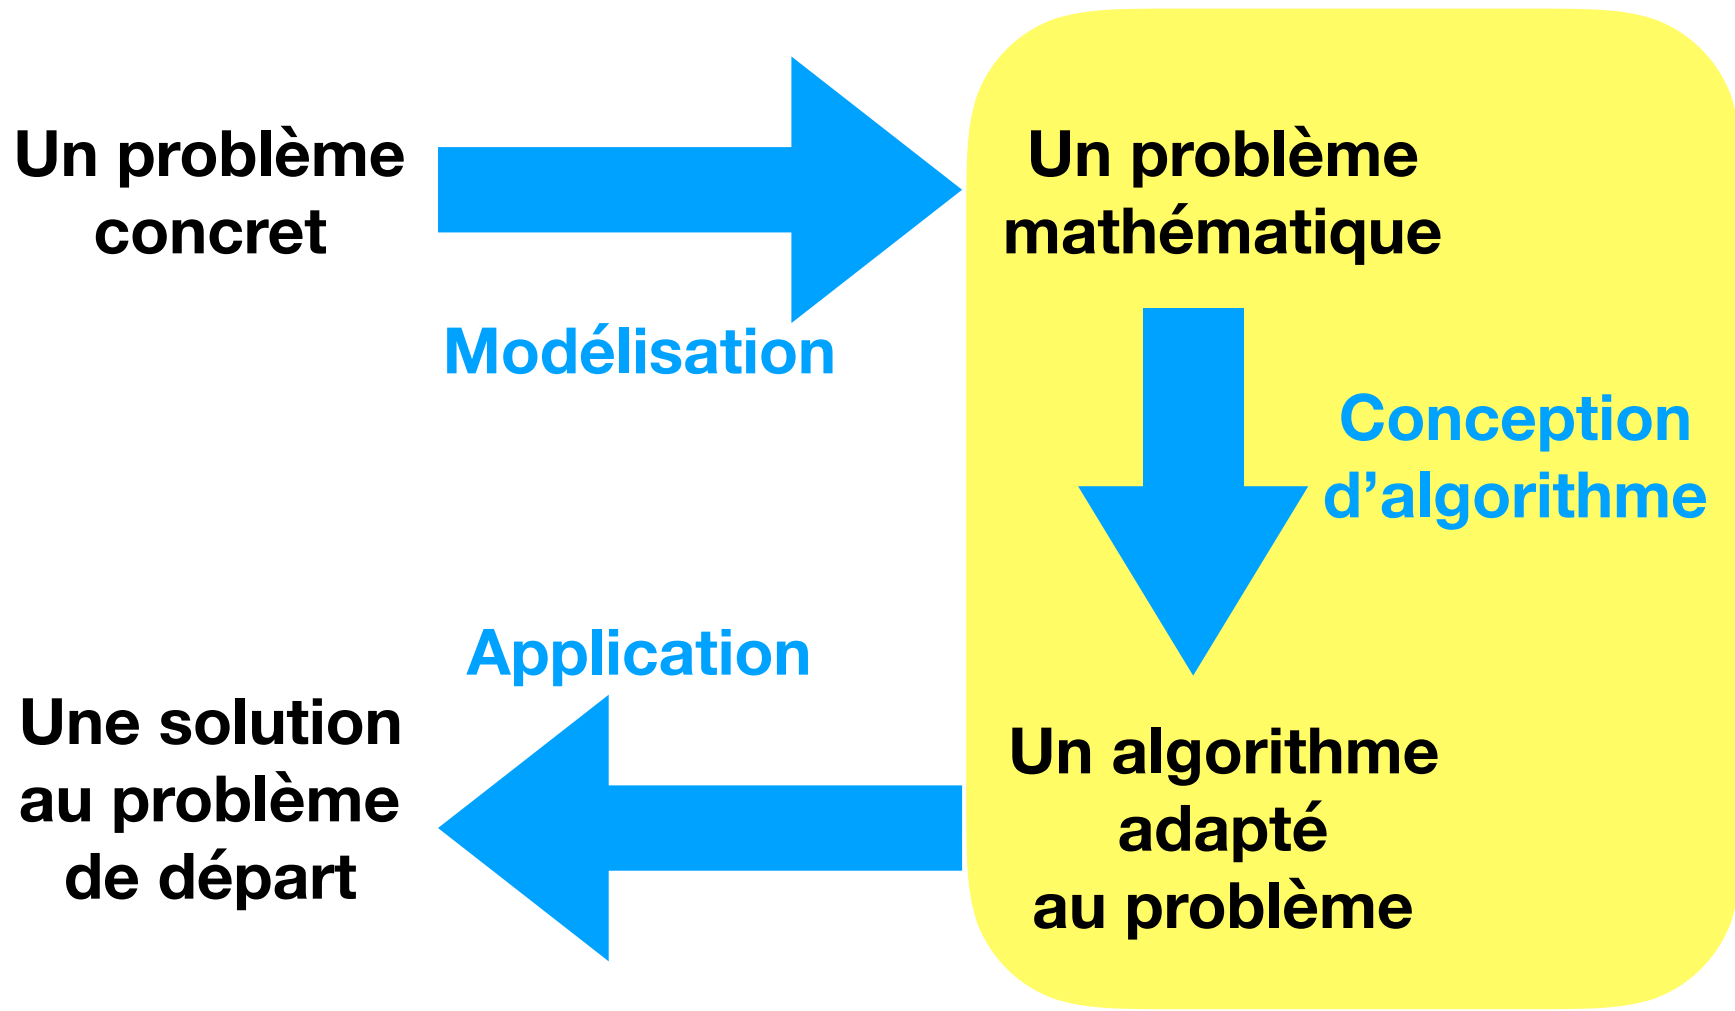 Un problème
concret
Modélisation
Un problème
mathématique
Conception
d’algorithme
Un algorithme
adapté
au problème
Application
Une solution
au problème
de départ